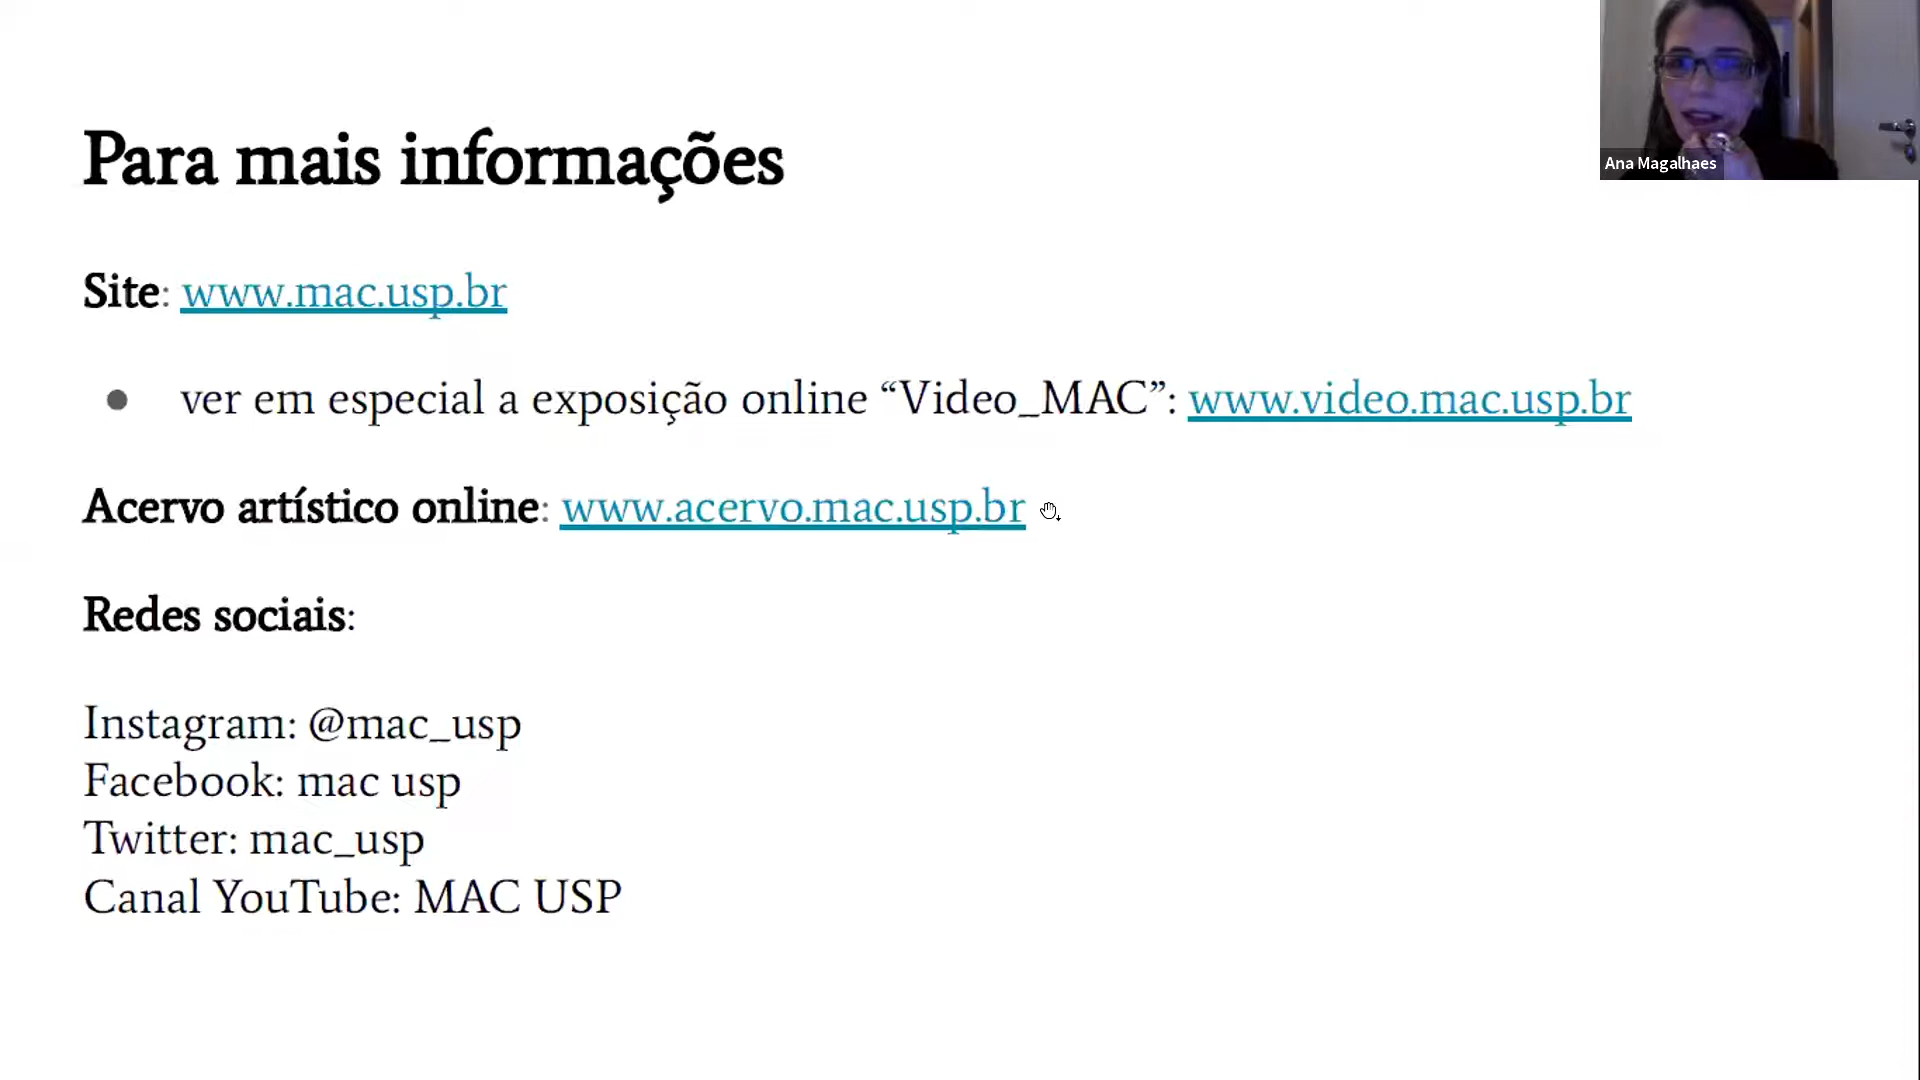 Para mais informações
Ana Magalhaes
Site: www.mac.usp.br
● ver em especial a exposição online “Video_MAC”: www.video.mac.usp.br
Acervo artístico online: www.acervo.mac.usp.br
Redes sociais:
Instagram: @mac_usp
Facebook: mac usp
Twitter: mac_usp
Canal YouTube: MAC USP